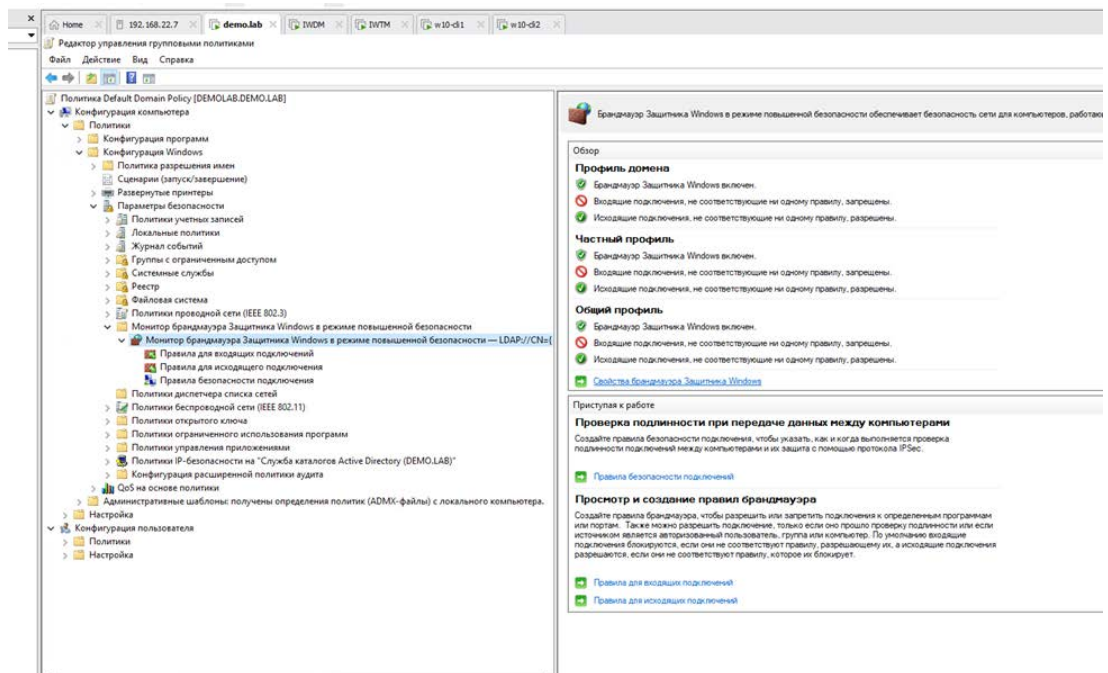 Home
192.168.22.7
demo.lab
IWDM
IWTM
w10-cli1
w10-cli2
Редактор управления групповыми политиками
Файл Действие Вид Справка
Политика Default Domain Policy [DEMOLAB.DEMO.LAB]
Конфигурация компьютера
Политики
Конфигурация программ
Конфигурация Windows
Политика разрешения имен
Сценарии (запуск/завершение)
Развернутые принтеры
Параметры безопасности
Политики учетных записей
Локальные политики
Журнал событий
Группы с ограниченным доступом
Системные службы
Реестр
Файловая система
Политики проводной сети (IEEE 802.3)
Монитор брандмауэра Защитника Windows в режиме повышенной безопасности
Монитор брандмауэра Защитника Windows в режиме повышенной безопасности — LDAP://CN={
Правила для входящих подключений
Правила для исходящего подключения
Правила безопасности подключения
Политики диспетчера списка сетей
Политики беспроводной сети (IEEE 802.11)
Политики открытого ключа
Политики ограниченного использования программ
Политики управления приложениями
Политики IP-безопасности на "Служба каталогов Active Directory (DEMO.LAB)"
Конфигурация расширенной политики аудита
QoS на основе политики
Административные шаблоны: получены определения политик (ADMX-файлы) с локального компьютера.
Настройка
Конфигурация пользователя
Политики
Настройка
Брандмауэр Защитника Windows в режиме повышенной безопасности обеспечивает безопасность сети для компьютеров, работаю
Обзор
Профиль домена
Брандмауэр Защитника Windows включен.
Входящие подключения, не соответствующие ни одному правилу, запрещены.
Исходящие подключения, не соответствующие ни одному правилу, разрешены.
Частный профиль
Брандмауэр Защитника Windows включен.
Входящие подключения, не соответствующие ни одному правилу, запрещены.
Исходящие подключения, не соответствующие ни одному правилу, разрешены.
Общий профиль
Брандмауэр Защитника Windows включен.
Входящие подключения, не соответствующие ни одному правилу, запрещены.
Исходящие подключения, не соответствующие ни одному правилу, разрешены.
Свойства брандмауэра Защитника Windows
Приступая к работе
Проверка подлинности при передаче данных между компьютерами
Создайте правила безопасности подключения, чтобы указать, как и когда выполняется проверка
подлинности подключений между компьютерами и их защита с помощью протокола IPSec.
Правила безопасности подключений
Просмотр и создание правил брандмауэра
Создайте правила брандмауэра, чтобы разрешить или запретить подключения к определенным программам
или портам. Также можно разрешить подключение, только если оно прошло проверку подлинности или если
источником является авторизованный пользователь, группа или компьютер. По умолчанию входящие
подключения блокируются, если они не соответствуют правилу, разрешающему их, а исходящие подключения
разрешаются, если они не соответствуют правилу, которое их блокирует.
Правила для входящих подключений
Правила для исходящих подключений